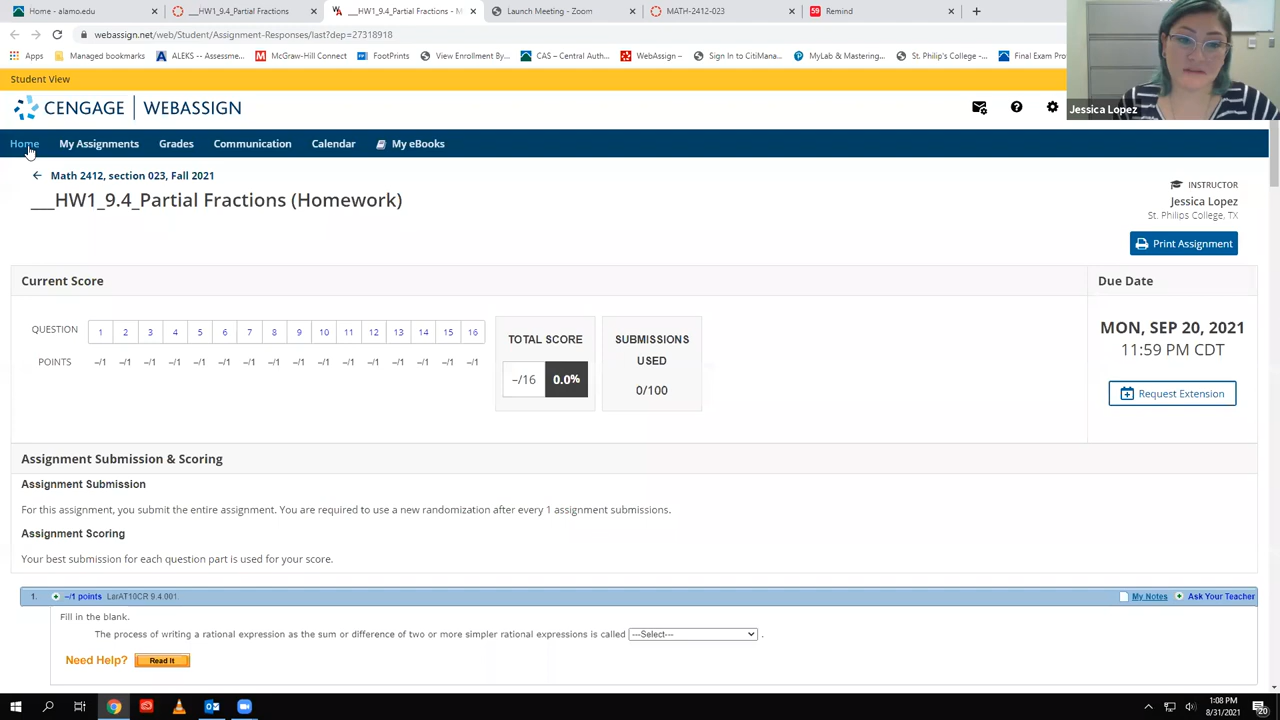 Home - alamo.edu
___HW1_9.4_Partial Fractions
___HW1_9.4_Partial Fractions - M
Launch Meeting - Zoom
MATH-2412-023
Remind
webassign.net/web/Student/Assignment-Responses/last?dep=27318918
Apps
Managed bookmarks
ALEKS -- Assessme...
McGraw-Hill Connect
FootPrints
View Enrollment By...
CAS – Central Auth...
WebAssign –
Sign In to CitiMana...
MyLab & Mastering...
St. Philip's College -...
Final Exam Pro
Student View
CENGAGE | WEBASSIGN
Jessica Lopez
Home
My Assignments
Grades
Communication
Calendar
My eBooks
Math 2412, section 023, Fall 2021
___HW1_9.4_Partial Fractions (Homework)
INSTRUCTOR
Jessica Lopez
St. Philips College, TX
Print Assignment
Current Score
Due Date
QUESTION 1 2 3 4 5 6 7 8 9 10 11 12 13 14 15 16
POINTS –/1 –/1 –/1 –/1 –/1 –/1 –/1 –/1 –/1 –/1 –/1 –/1 –/1 –/1 –/1 –/1
TOTAL SCORE
–/16 0.0%
SUBMISSIONS
USED
0/100
MON, SEP 20, 2021
11:59 PM CDT
Request Extension
Assignment Submission & Scoring
Assignment Submission
For this assignment, you submit the entire assignment. You are required to use a new randomization after every 1 assignment submissions.
Assignment Scoring
Your best submission for each question part is used for your score.
1. –/1 points LarAT10CR 9.4.001.
My Notes
Ask Your Teacher
Fill in the blank.
The process of writing a rational expression as the sum or difference of two or more simpler rational expressions is called ---Select--- .
Need Help? Read It
1:08 PM
8/31/2021
20